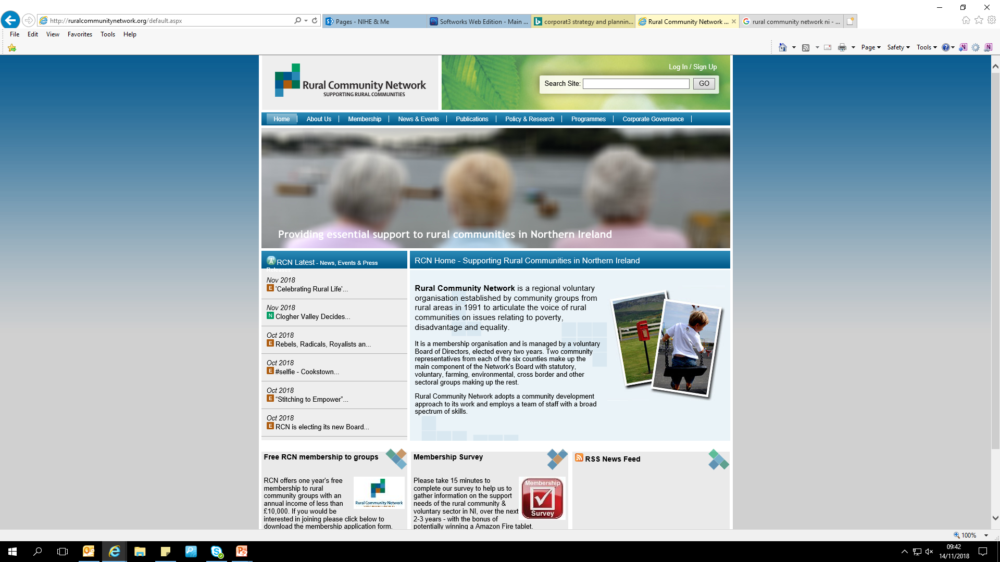 http://ruralcommunitynetwork.org/default.aspx
Pages - NIHE & Me
Softworks Web Edition - Main ...
corporat3 strategy and plannin...
Rural Community Network ...
rural community network ni - ...
File Edit View Favorites Tools Help
Page Safety Tools
Log In / Sign Up
Rural Community Network
SUPPORTING RURAL COMMUNITIES
Search Site: GO
Home About Us Membership News & Events Publications Policy & Research Programmes Corporate Governance
Providing essential support to rural communities in Northern Ireland
RCN Latest - News, Events & Press
Releases
Nov 2018
E 'Celebrating Rural Life'...
Nov 2018
N Clogher Valley Decides...
Oct 2018
E Rebels, Radicals, Royalists an...
Oct 2018
E #selfie - Cookstown...
Oct 2018
E “Stitching to Empower”...
Oct 2018
E RCN is electing its new Board...
RCN Home - Supporting Rural Communities in Northern Ireland
Rural Community Network is a regional voluntary
organisation established by community groups from
rural areas in 1991 to articulate the voice of rural
communities on issues relating to poverty,
disadvantage and equality.
It is a membership organisation and is managed by a voluntary
Board of Directors, elected every two years. Two community
representatives from each of the six counties make up the
main component of the Network's Board with statutory,
voluntary, farming, environmental, cross border and other
sectoral groups making up the rest.
Rural Community Network adopts a community development
approach to its work and employs a team of staff with a broad
spectrum of skills.
Free RCN membership to groups
RCN offers one year's free
membership to rural
community groups with an
annual income of less than
£10,000. If you would be
interested in joining please click below to
download the membership application form.
Rural Community Network
Membership Survey
Please take 15 minutes to
complete our survey to help us to
gather information on the support
needs of the rural community &
voluntary sector in NI, over the next
2-3 years - with the bonus of
potentially winning a Amazon Fire tablet.
Membership
Survey
RSS News Feed
100%
09:42
14/11/2018